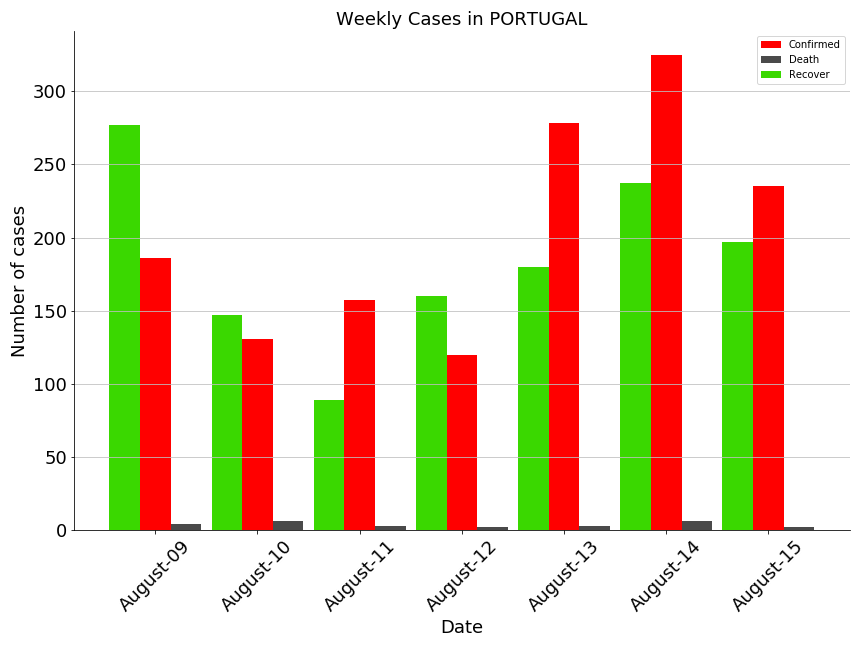 Weekly Cases in PORTUGAL
Confirmed
Death
Recover
Number of cases
300
250
200
150
100
50
0
August-09
August-10
August-11
August-12
August-13
August-14
August-15
Date